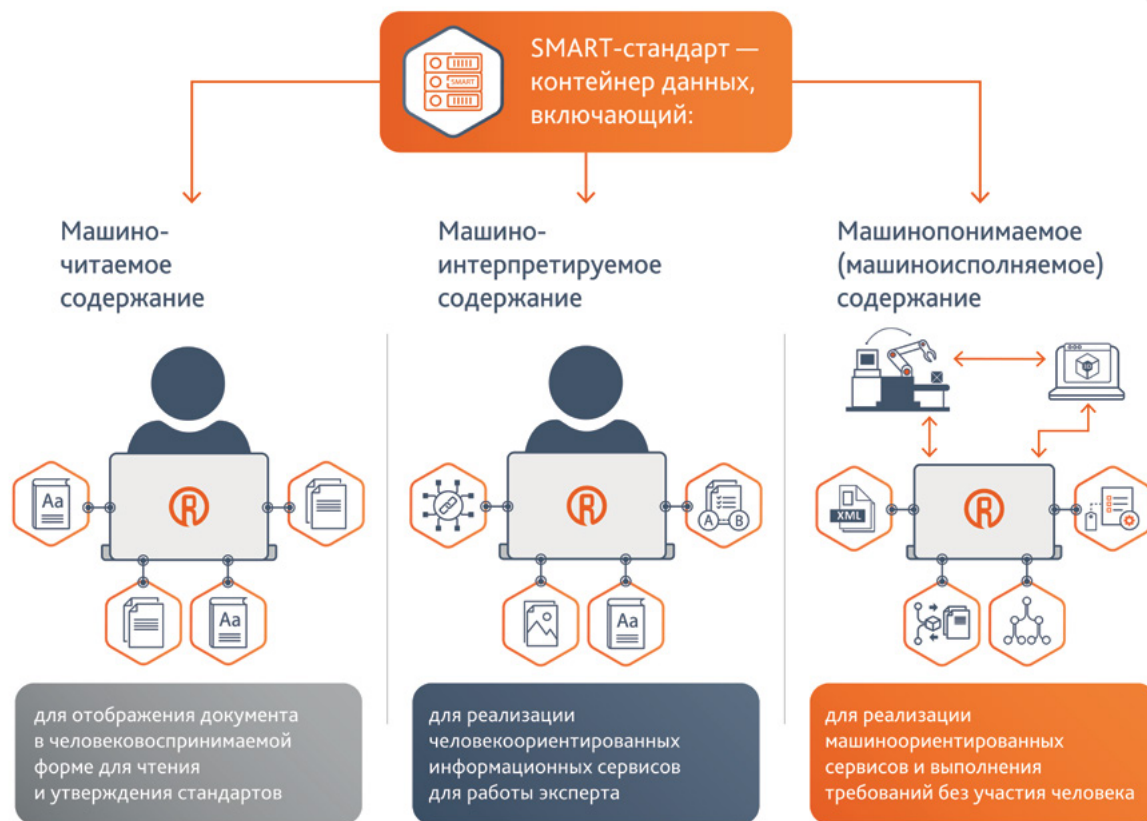 SMART-стандарт —
контейнер данных,
включающий:
SMART
Машино-
читаемое
содержание
Машино-
интерпретируемое
содержание
Машинопонимаемое
(машиноисполняемое)
содержание
Aa
R
Aa
R
A B
Aa
XML
R
для отображения документа
в человековоспринимаемой
форме для чтения
и утверждения стандартов
для реализации
человекоориентированных
информационных сервисов
для работы эксперта
для реализации
машиноориентированных
сервисов и выполнения
требований без участия человека